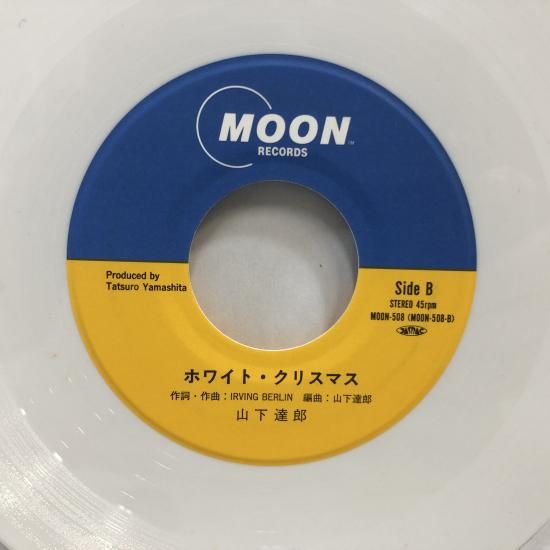 MOON
RECORDS
Produced by
Tatsuro Yamashita
Side B
STEREO 45rpm
MOON-508 (MOON-508-B)
JASRAC
ホワイト・クリスマス
作詞・作曲：IRVING BERLIN 編曲：山下達郎
山下達郎